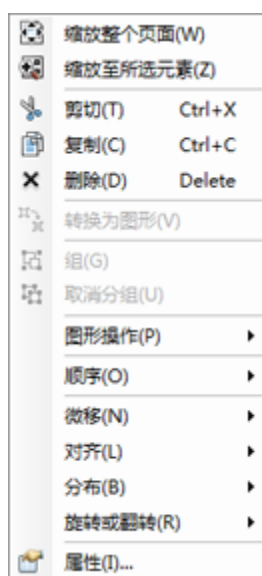 缩放整个页面(W)
缩放至所选元素(Z)
剪切(T) Ctrl+X
复制(C) Ctrl+C
删除(D) Delete
转换为图形(V)
组(G)
取消分组(U)
图形操作(P)
顺序(O)
微移(N)
对齐(L)
分布(B)
旋转或翻转(R)
属性(I)...